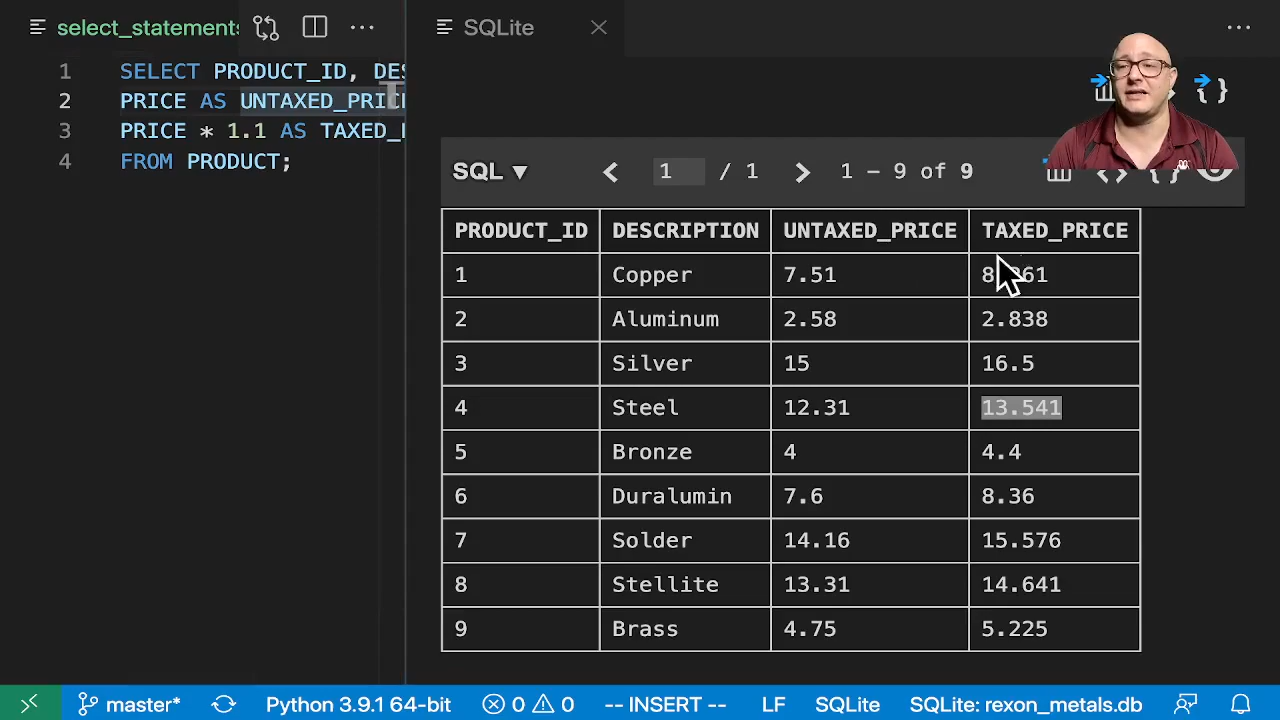 select_statements
SQLite
1 SELECT PRODUCT_ID,
2 PRICE AS UNTAXED_PRICE
3 PRICE * 1.1 AS
4 FROM PRODUCT;
SQL ▼ < 1 / 1 > 1 – 9 of 9
PRODUCT_ID DESCRIPTION UNTAXED_PRICE TAXED_PRICE
1 Copper 7.51
2 Aluminum 2.58 2.838
3 Silver 15 16.5
4 Steel 12.31 13.541
5 Bronze 4 4.4
6 Duralumin 7.6 8.36
7 Solder 14.16 15.576
8 Stellite 13.31 14.641
9 Brass 4.75 5.225
master* Python 3.9.1 64-bit 0 0 -- INSERT -- LF SQLite SQLite: rexon_metals.db